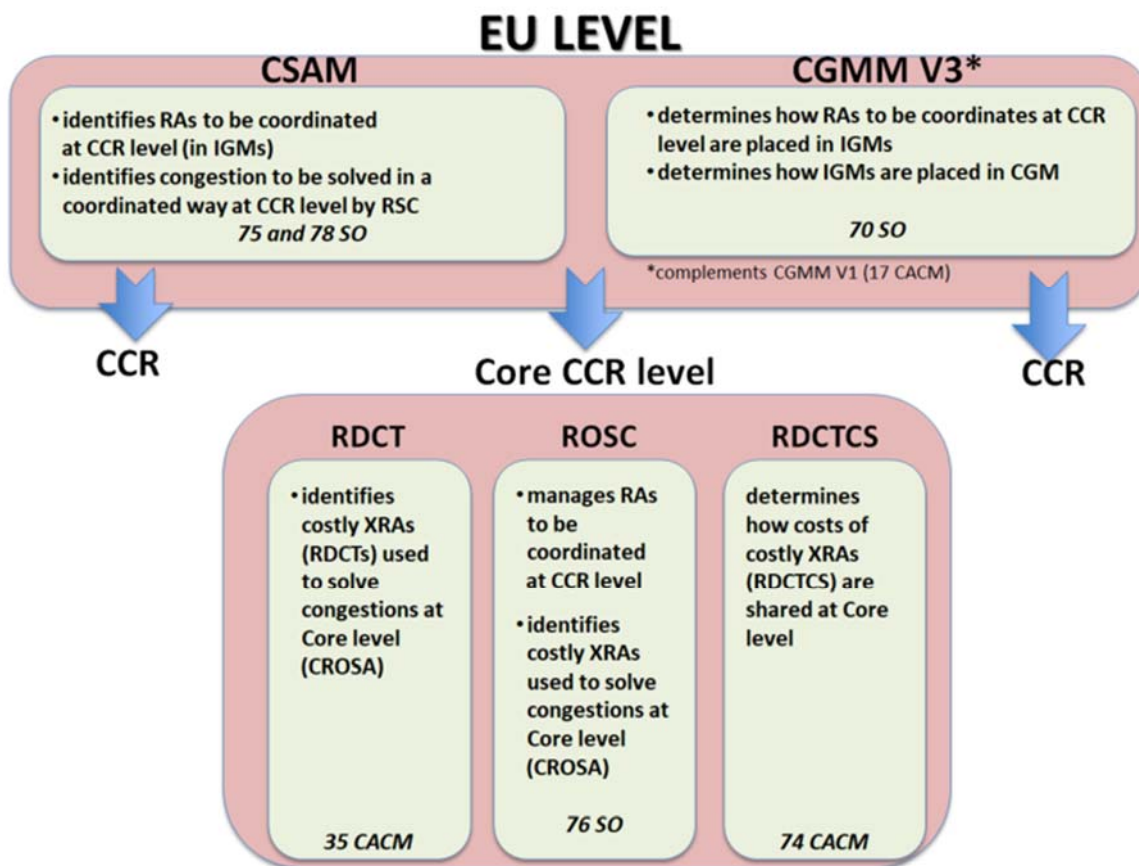 EU LEVEL
CSAM
•identifies RAs to be coordinated
at CCR level (in IGMs)
•identifies congestion to be solved in a
coordinated way at CCR level by RSC
75 and 78 SO
CGMM V3*
•determines how RAs to be coordinates at CCR
level are placed in IGMs
•determines how IGMs are placed in CGM
70 SO
*complements CGMM V1 (17 CACM)
CCR
Core CCR level
CCR
RDCT
•identifies
costly XRAs
(RDCTs) used
to solve
congestions at
Core level
(CROSA)
35 CACM
ROSC
•manages RAs
to be
coordinated
at CCR level
•identifies
costly XRAs
used to solve
congestions at
Core level
(CROSA)
76 SO
RDCTCS
determines
how costs of
costly XRAs
(RDCTCS) are
shared at Core
level
74 CACM